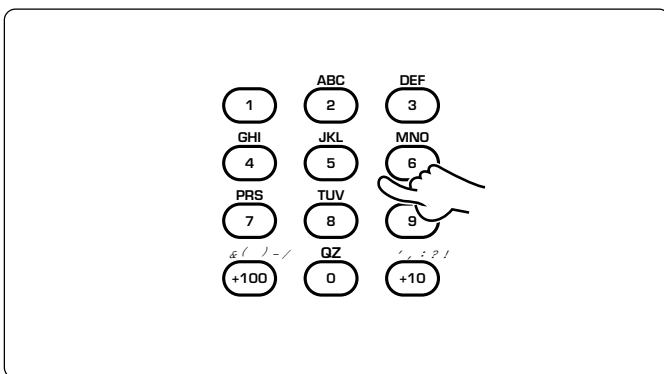 ABC DEF
1 2 3
GHI JKL MNO
4 5 6
PRS TUV
7 8 9
&( )-/ QZ ',:?!
+100 0 +10